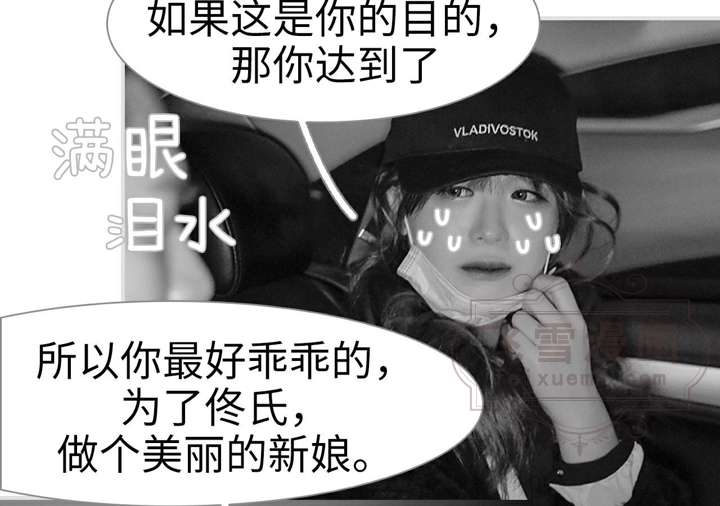 如果这是你的目的，
那你达到了
VLADIVOSTOK
满眼
泪水
所以你最好乖乖的，
为了佟氏，
做个美丽的新娘。